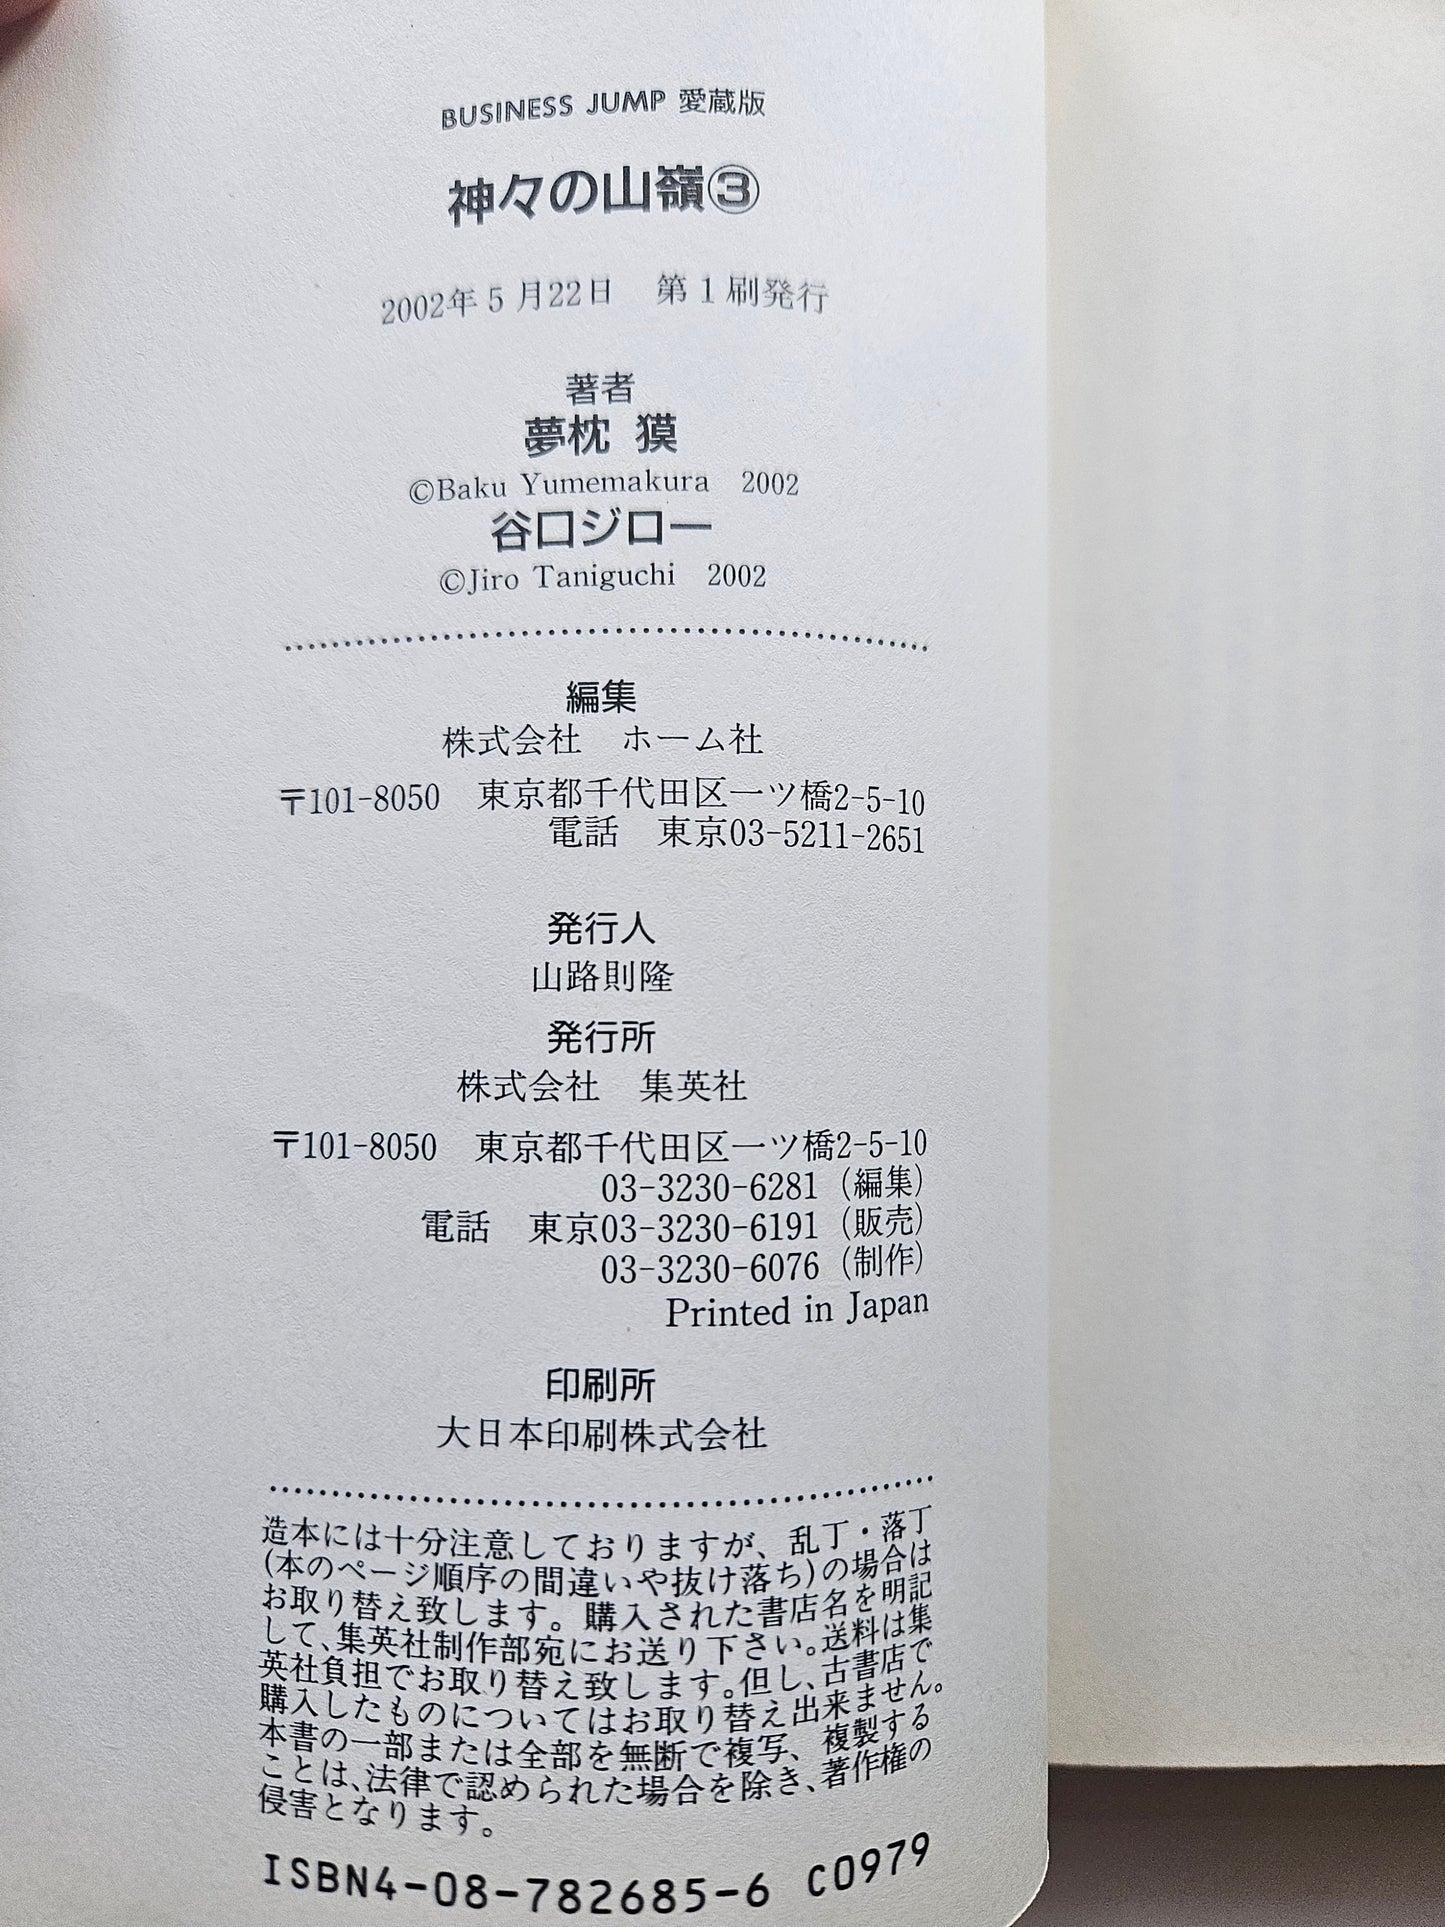 BUSINESS JUMP 愛蔵版
神々の山嶺③
2002年5月22日　第1刷発行
著者
夢枕 獏
©Baku Yumemakura 2002
谷口ジロー
©Jiro Taniguchi 2002
編集
株式会社　ホーム社
〒101-8050　東京都千代田区一ツ橋2-5-10
電話　東京03-5211-2651
発行人
山路則隆
発行所
株式会社　集英社
〒101-8050　東京都千代田区一ツ橋2-5-10
03-3230-6281（編集）
電話　東京03-3230-6191（販売）
03-3230-6076（制作）
Printed in Japan
印刷所
大日本印刷株式会社
造本には十分注意しておりますが、乱丁・落丁
(本のページ順序の間違いや抜け落ち)の場合は
お取り替え致します。購入された書店名を明記
して、集英社制作部宛にお送り下さい。送料は集
英社負担でお取り替え致します。但し、古書店で
購入したものについてはお取り替え出来ません。
本書の一部または全部を無断で複写、複製する
ことは、法律で認められた場合を除き、著作権の
侵害となります。
ISBN4-08-782685-6 C0979